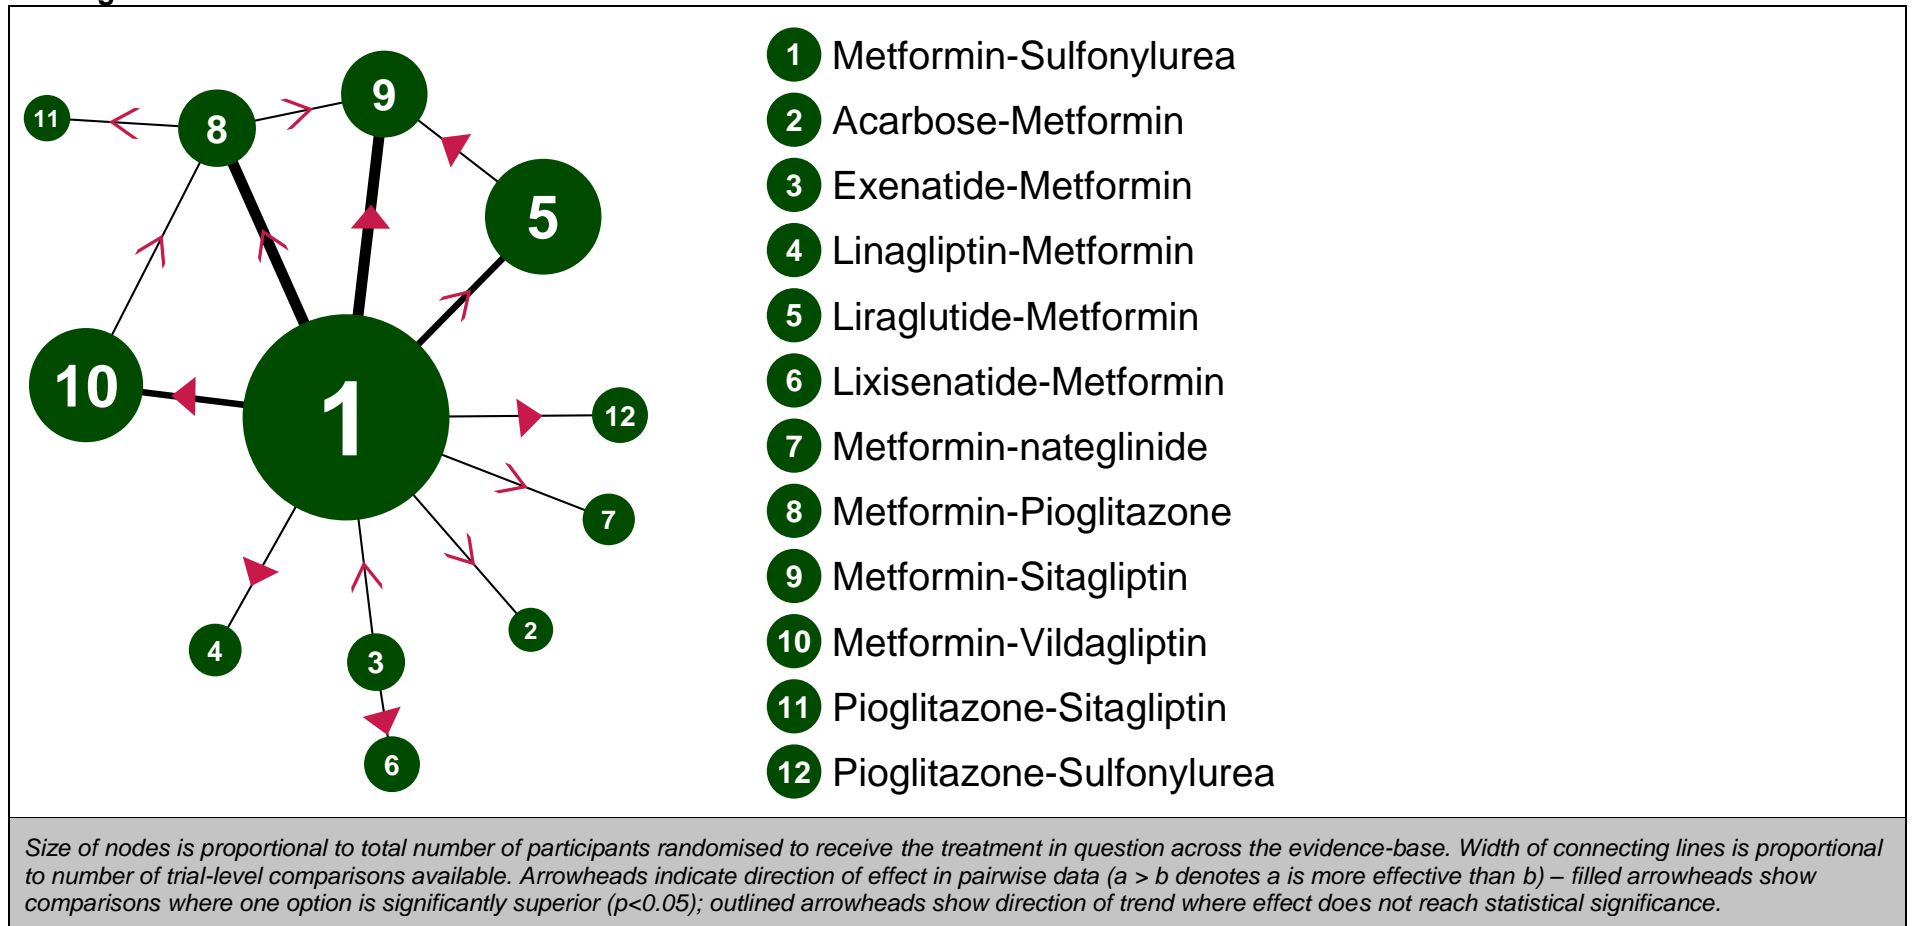 11
8
9
5
10
1
12
7
2
4
3
6
1 Metformin-Sulfonylurea
2 Acarbose-Metformin
3 Exenatide-Metformin
4 Linagliptin-Metformin
5 Liraglutide-Metformin
6 Lixisenatide-Metformin
7 Metformin-nateglinide
8 Metformin-Pioglitazone
9 Metformin-Sitagliptin
10 Metformin-Vildagliptin
11 Pioglitazone-Sitagliptin
12 Pioglitazone-Sulfonylurea
Size of nodes is proportional to total number of participants randomised to receive the treatment in question across the evidence-base. Width of connecting lines is proportional
to number of trial-level comparisons available. Arrowheads indicate direction of effect in pairwise data (a > b denotes a is more effective than b) – filled arrowheads show
comparisons where one option is significantly superior (p<0.05); outlined arrowheads show direction of trend where effect does not reach statistical significance.